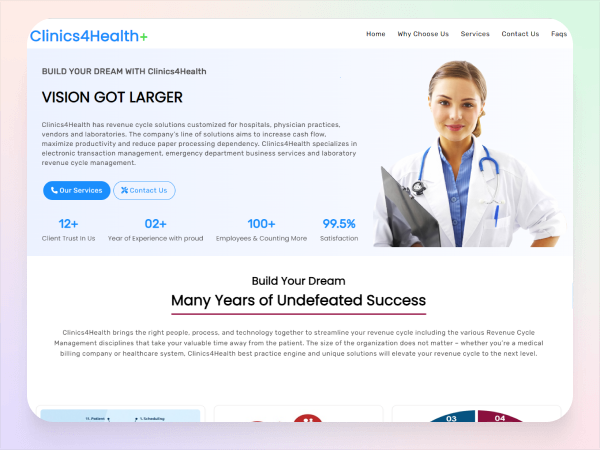 Clinics4Health+
Home Why Choose Us Services Contact Us Faqs
BUILD YOUR DREAM WITH Clinics4Health
VISION GOT LARGER
Clinics4Health has revenue cycle solutions customized for hospitals, physician practices,
vendors and laboratories. The company's line of solutions aims to increase cash flow,
maximize productivity and reduce paper processing dependency. Clinics4Health specializes in
electronic transaction management, emergency department business services and laboratory
revenue cycle management.
Our Services Contact Us
12+ 02+ 100+ 99.5%
Client Trust In Us Year of Experience with proud Employees & Counting More Satisfaction
Build Your Dream
Many Years of Undefeated Success
Clinics4Health brings the right people, process, and technology together to streamline your revenue cycle including the various Revenue Cycle
Management disciplines that take your valuable time away from the patient. The size of the organization does not matter – whether you're a medical
billing company or healthcare system, Clinics4Health best practice engine and unique solutions will elevate your revenue cycle to the next level.
11. Patient 1. Scheduling
03 04